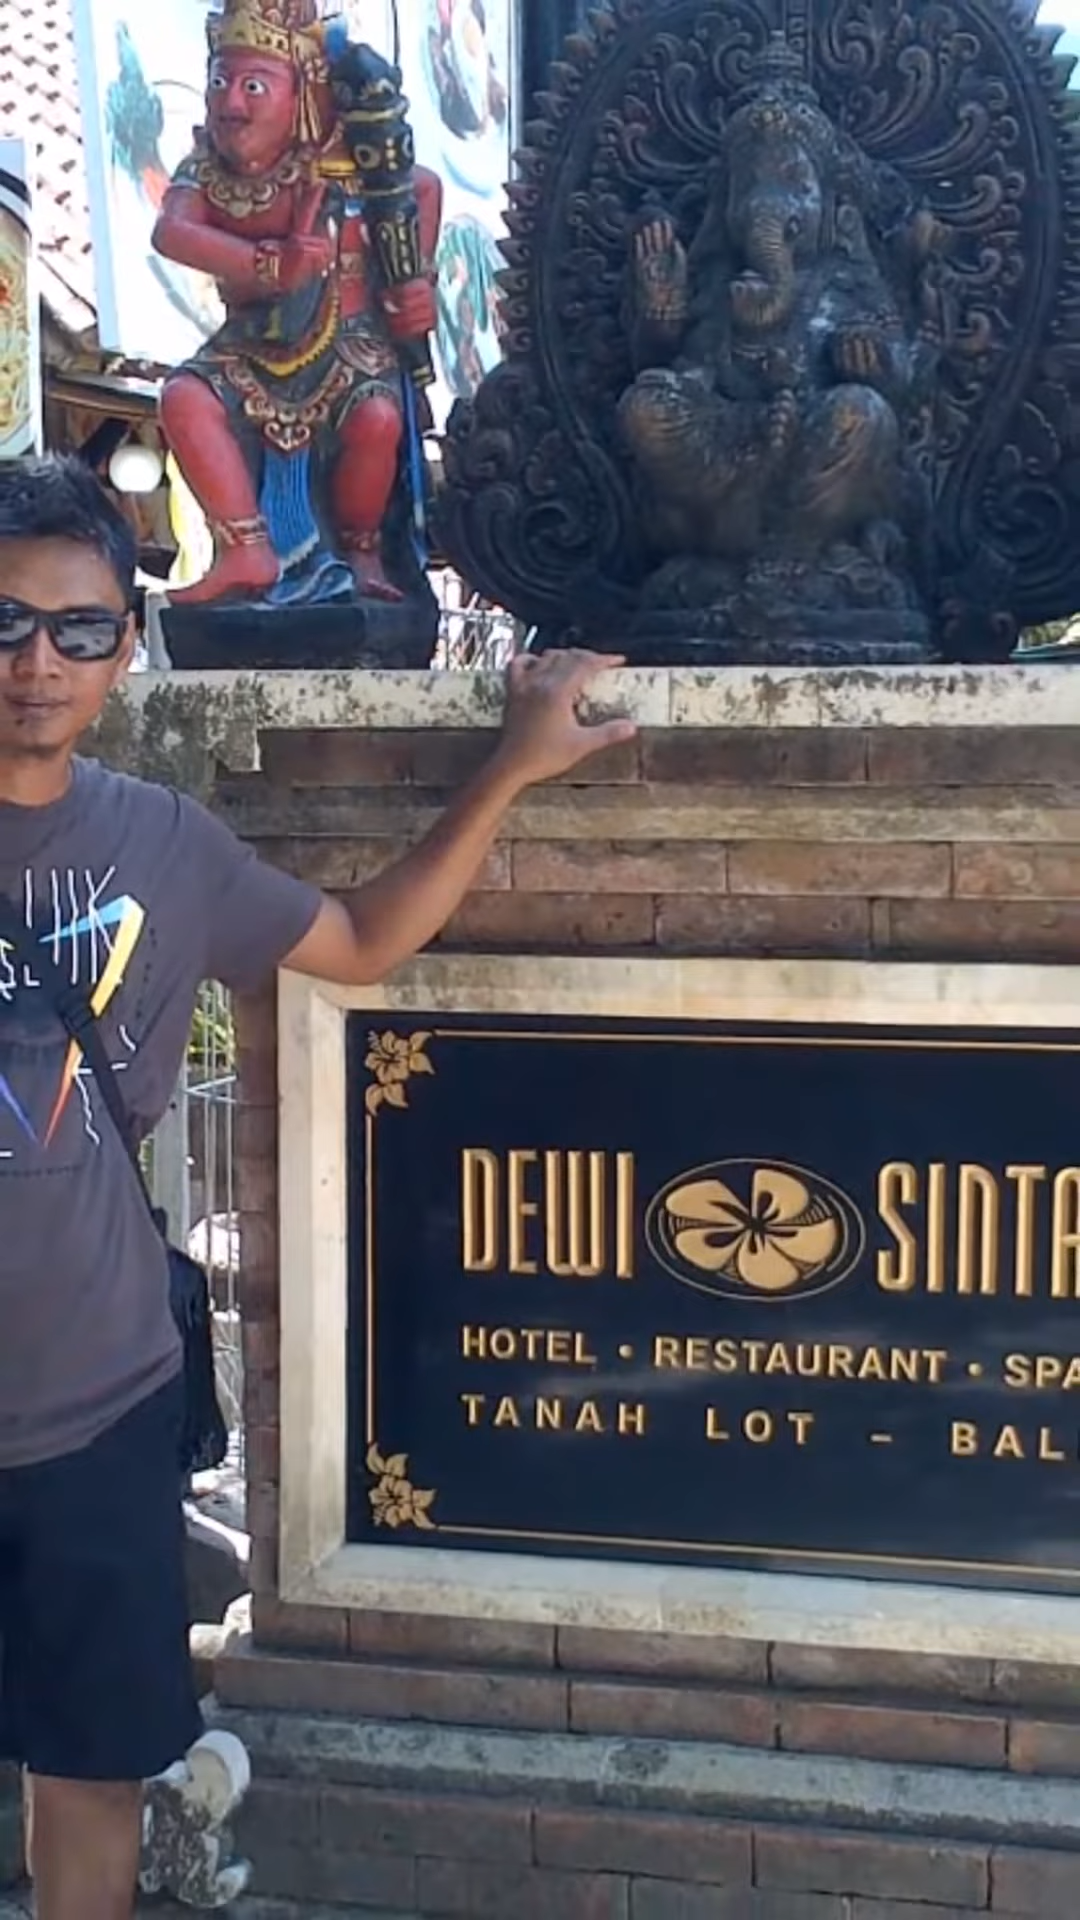 DEWI SINTA
HOTEL • RESTAURANT • SPA
TANAH LOT - BALI